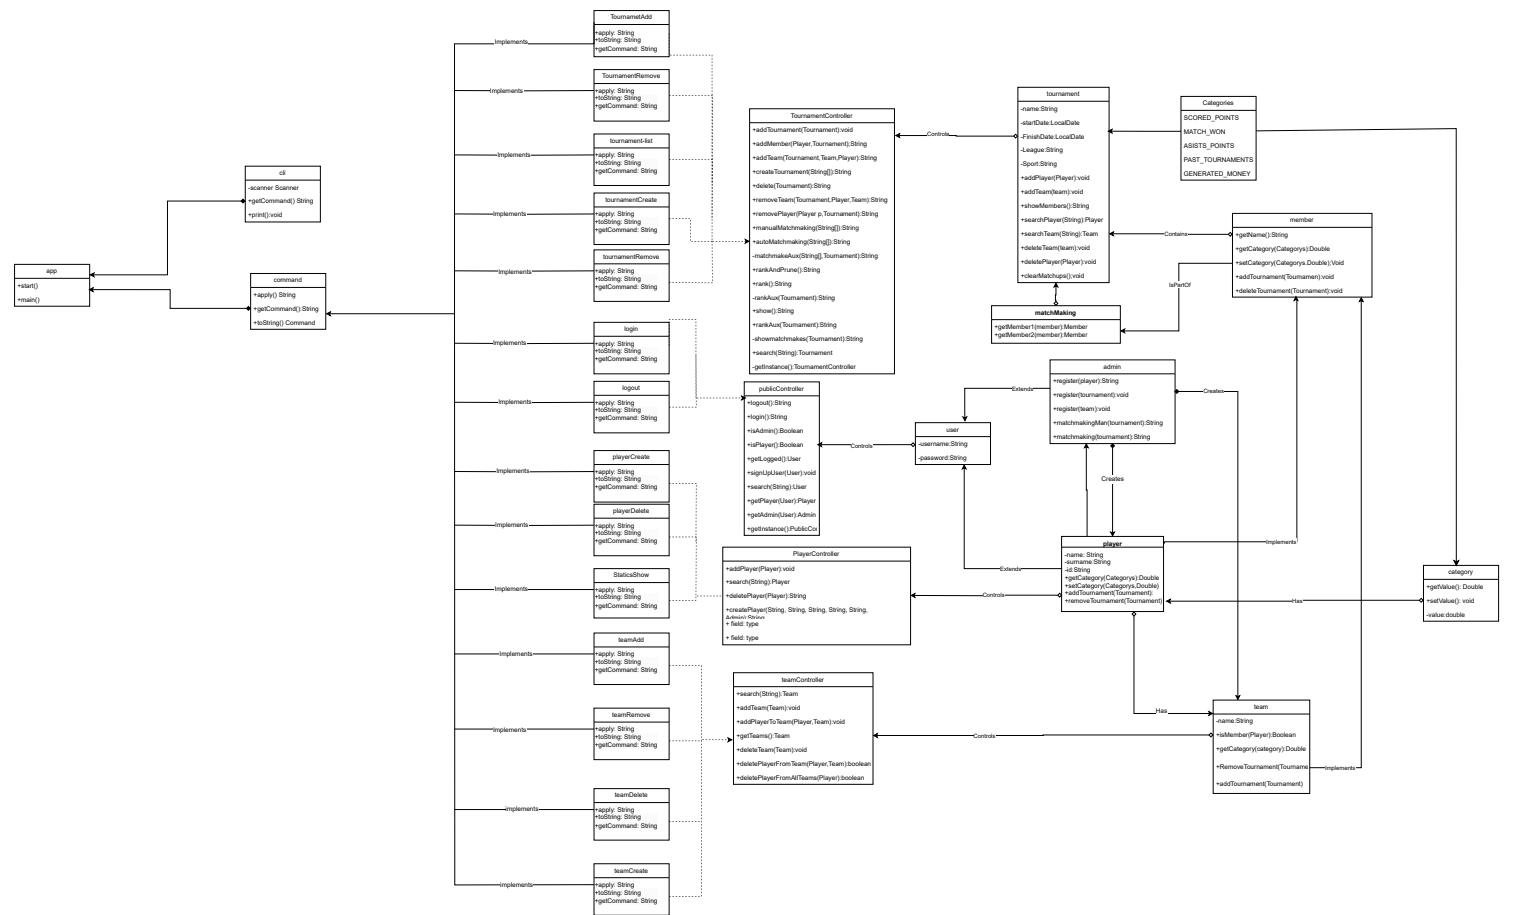 app
+start()
+main()
cli
-scanner Scanner
+getCommand() String
+print():void
command
+apply() String
+getCommand():String
+toString() Command
Implements
TournametAdd
+apply: String
+toString: String
+getCommand: String
Implements
TournamentRemove
+apply: String
+toString: String
+getCommand: String
Implements
tournament-list
+apply: String
+toString: String
+getCommand: String
Implements
tournamentCreate
+apply: String
+toString: String
+getCommand: String
Implements
tournamentRemove
+apply: String
+toString: String
+getCommand: String
Implements
login
+apply: String
+toString: String
+getCommand: String
Implements
logout
+apply: String
+toString: String
+getCommand: String
Implements
playerCreate
+apply: String
+toString: String
+getCommand: String
Implements
playerDelete
+apply: String
+toString: String
+getCommand: String
Implements
StaticsShow
+apply: String
+toString: String
+getCommand: String
Implements
teamAdd
+apply: String
+toString: String
+getCommand: String
Implements
teamRemove
+apply: String
+toString: String
+getCommand: String
Implements
teamDelete
+apply: String
+toString: String
+getCommand: String
Implements
teamCreate
+apply: String
+toString: String
+getCommand: String
TournamentController
+addTournament(Tournament):void
+addMember(Player,Tournament);String
+addTeam(Tournament,Team,Player):String
+createTournament(String[]):String
+delete(Tournament):String
+removeTeam(Tournament,Player,Team):String
+removePlayer(Player p,Tournament):String
+manualMatchmaking(String[]):String
+autoMatchmaking(String[]):String
-matchmakeAux(String[],Tournament):String
+rankAndPrune():String
+rank():String
-rankAux(Tournament):String
+show():String
+rankAux(Tournament):String
-showmatchmakes(Tournament):String
+search(String):Tournament
-getInstance():TournamentController
Controls
publicController
+logout():String
+login():String
+isAdmin():Boolean
+isPlayer():Boolean
+getLogged():User
+signUpUser(User):void
+search(String):User
+getPlayer(User):Player
+getAdmin(User):Admin
+getInstance():PublicCo
Controls
PlayerController
+addPlayer(Player):void
+search(String):Player
+deletePlayer(Player):String
+createPlayer(String, String, String, String, String,
Admin):String
+ field: type
+ field: type
Controls
teamController
+search(String):Team
+addTeam(Team):void
+addPlayerToTeam(Player,Team):void
+getTeams():Team
+deleteTeam(Team):void
+deletePlayerFromTeam(Player,Team):boolean
+deletePlayerFromAllTeams(Player):boolean
Controls
tournament
-name:String
-startDate:LocalDate
-FinishDate:LocalDate
-League:String
-Sport:String
+addPlayer(Player):void
+addTeam(team):void
+showMembers():String
+searchPlayer(String):Player
+searchTeam(String):Team
+deleteTeam(team):void
+deletePlayer(Player):void
+clearMatchups();void
matchMaking
+getMember1(member):Member
+getMember2(member):Member
Categories
SCORED_POINTS
MATCH_WON
ASISTS_POINTS
PAST_TOURNAMENTS
GENERATED_MONEY
Contains
IsPartOf
member
+getName():String
+getCategory(Categorys):Double
+setCategory(Categorys.Double);Void
+addTournament(Tournamen):void
+deleteTournament(Tournament):void
admin
+register(player):String
+register(tournament):void
+register(team):void
+matchmakingMan(tournament):String
+matchmaking(tournament):String
Extends
Creates
Creates
user
-username:String
-password:String
Extends
player
-name: String
-surname:String
-id:String
+getCategory(Categorys):Double
+setCategory(Categorys,Double)
+addTournament(Tournament):
+removeTournament(Tournament)
Implements
Has
category
+getValue(): Double
+setValue(): void
-value:double
Has
team
-name:String
+isMember(Player):Boolean
+getCategory(category):Double
+RemoveTournament(Tourname
+addTournament(Tournament)
Implements